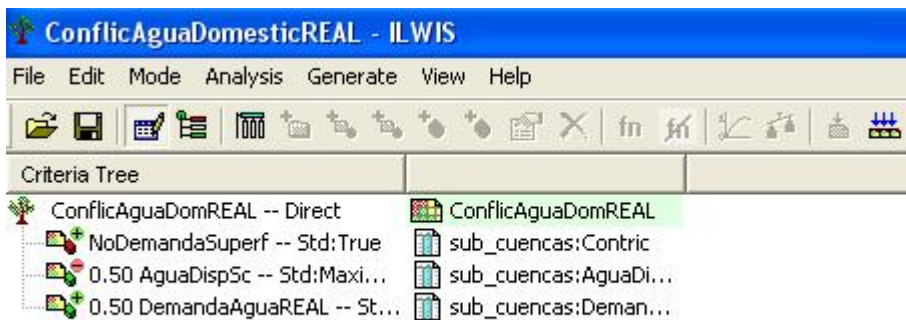 ConflicAguaDomesticREAL - ILWIS
File Edit Mode Analysis Generate View Help
fn fn
Criteria Tree
ConflicAguaDomREAL -- Direct ConflicAguaDomREAL
NoDemandaSuperf -- Std:True sub_cuencas:Contric
0.50 AguaDispSc -- Std:Maxi... sub_cuencas:AguaDi...
0.50 DemandaAguaREAL -- St... sub_cuencas:Deman...